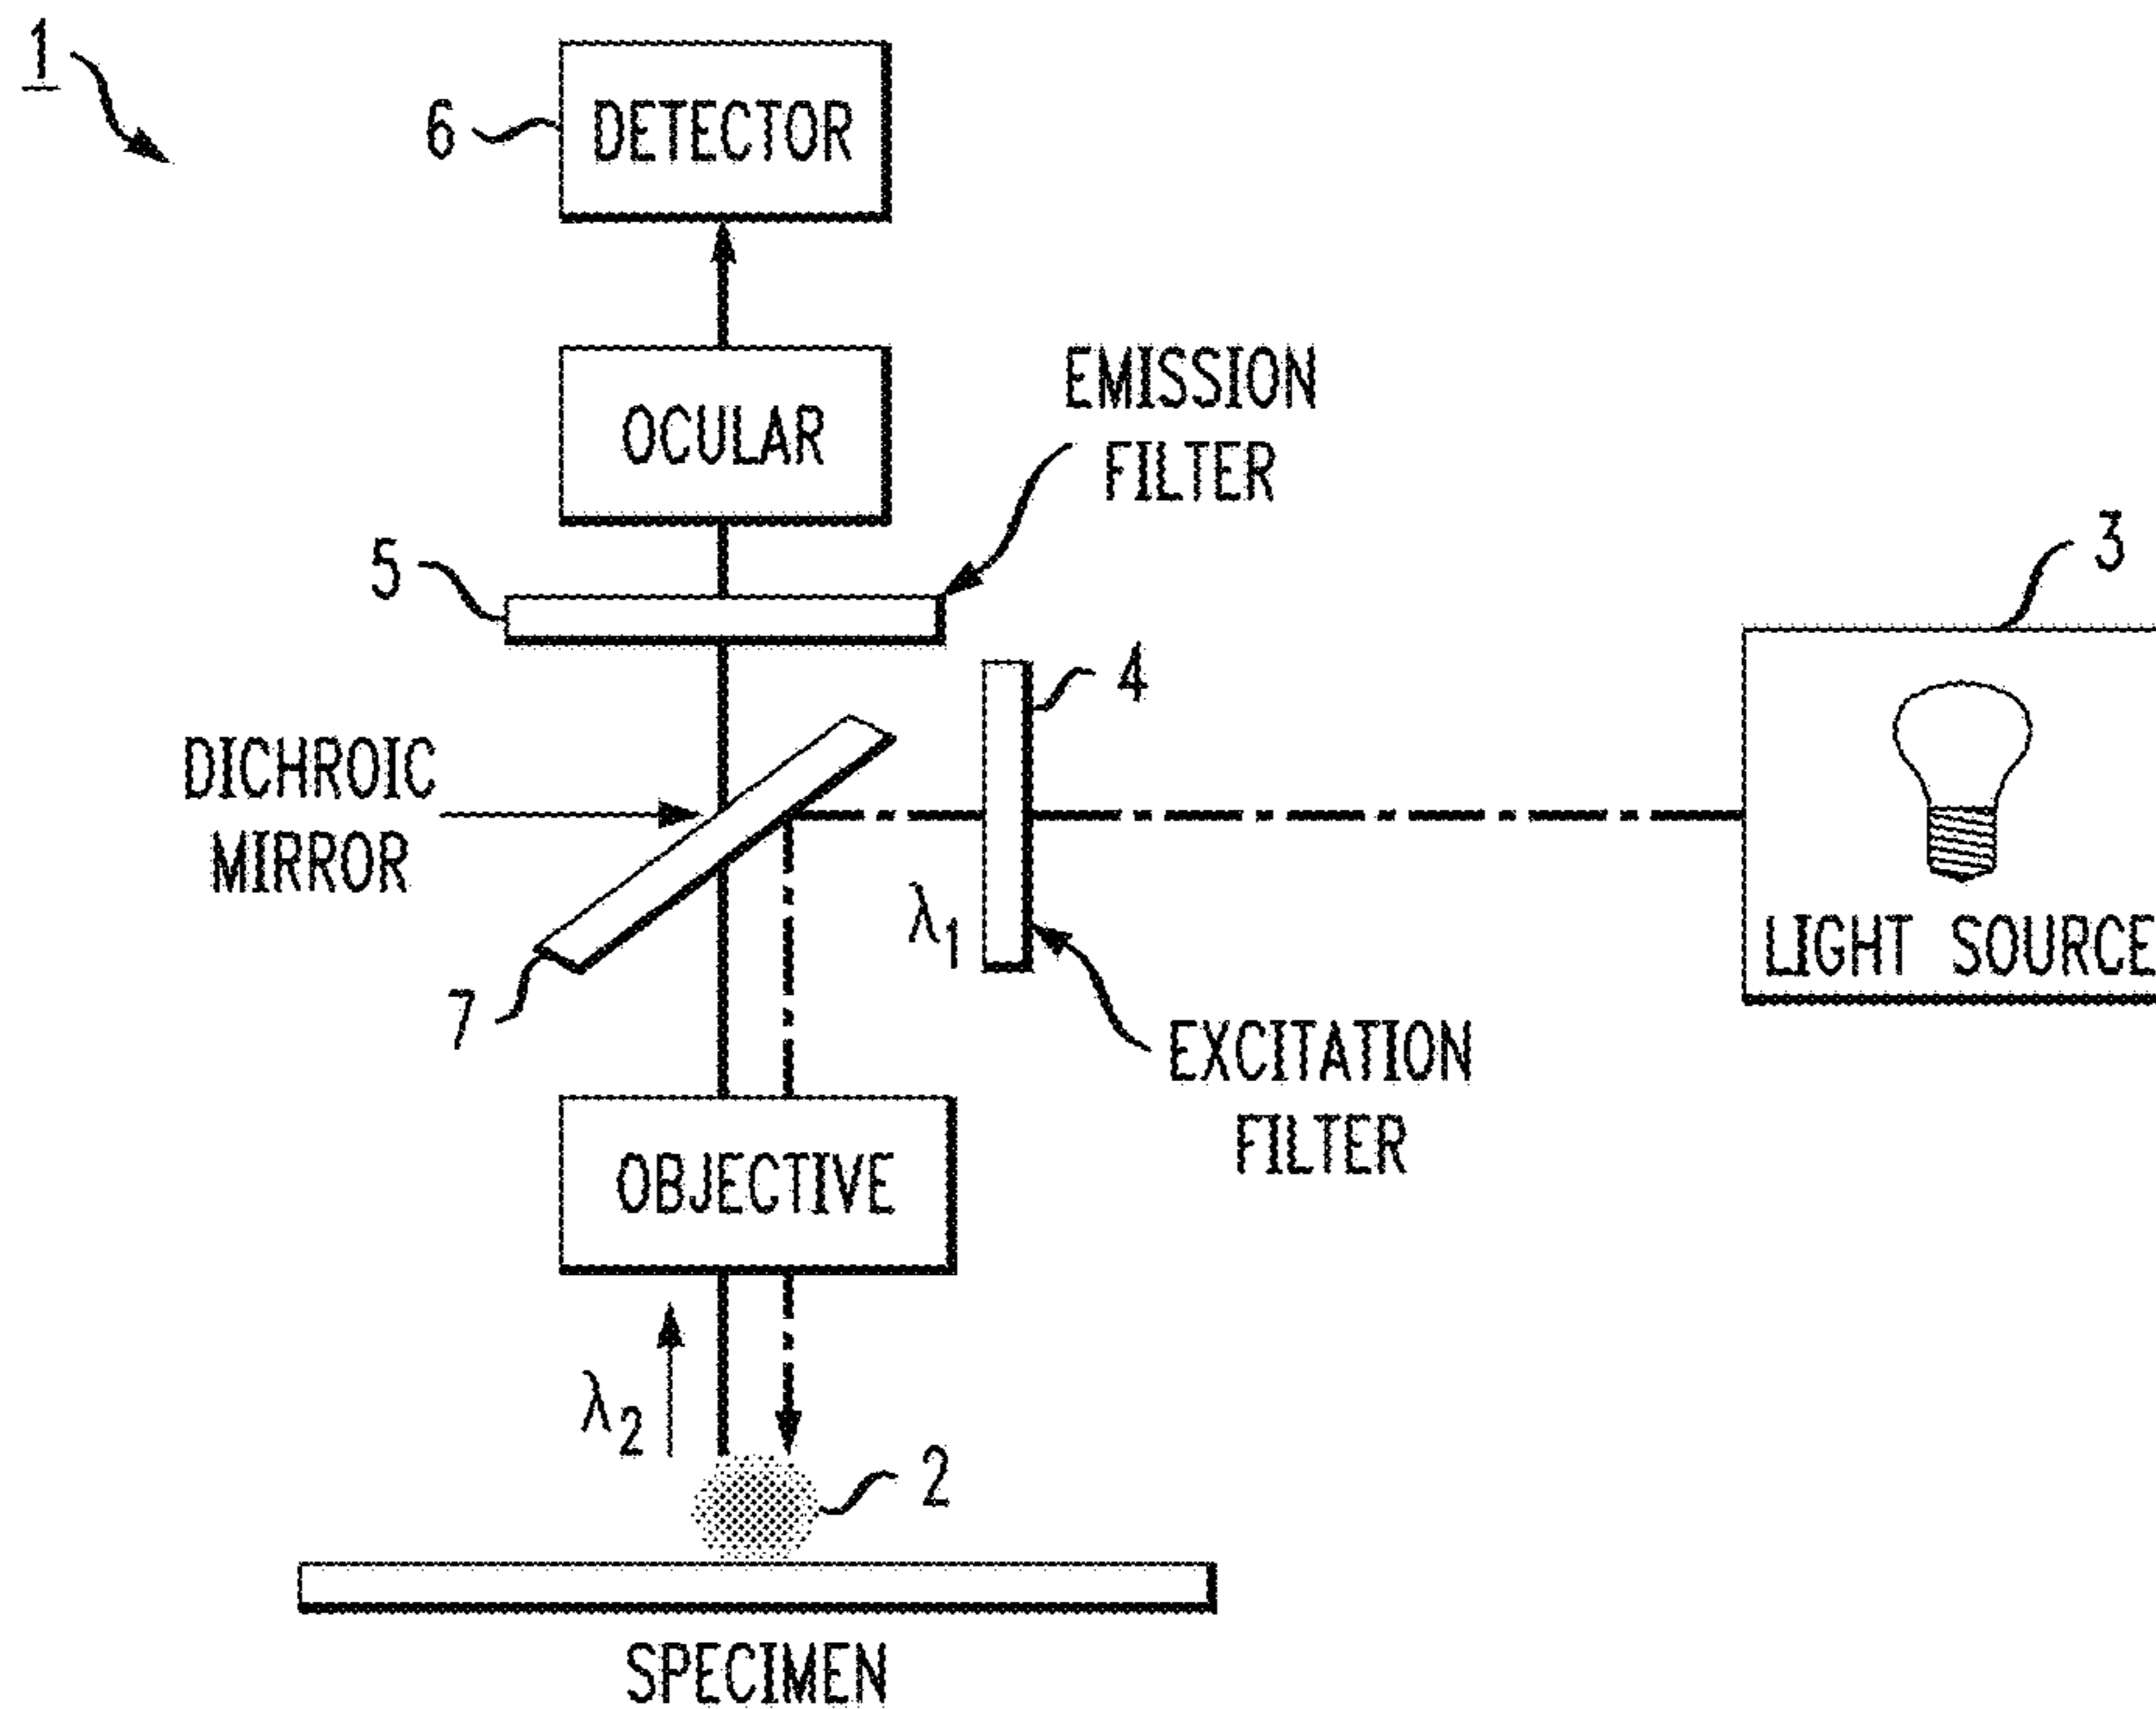 1
6
DETECTOR
OCULAR
EMISSION
FILTER
5
3
4
DICHROIC
MIRROR
λ1
LIGHT SOURCE
7
EXCITATION
FILTER
OBJECTIVE
λ2
2
SPECIMEN